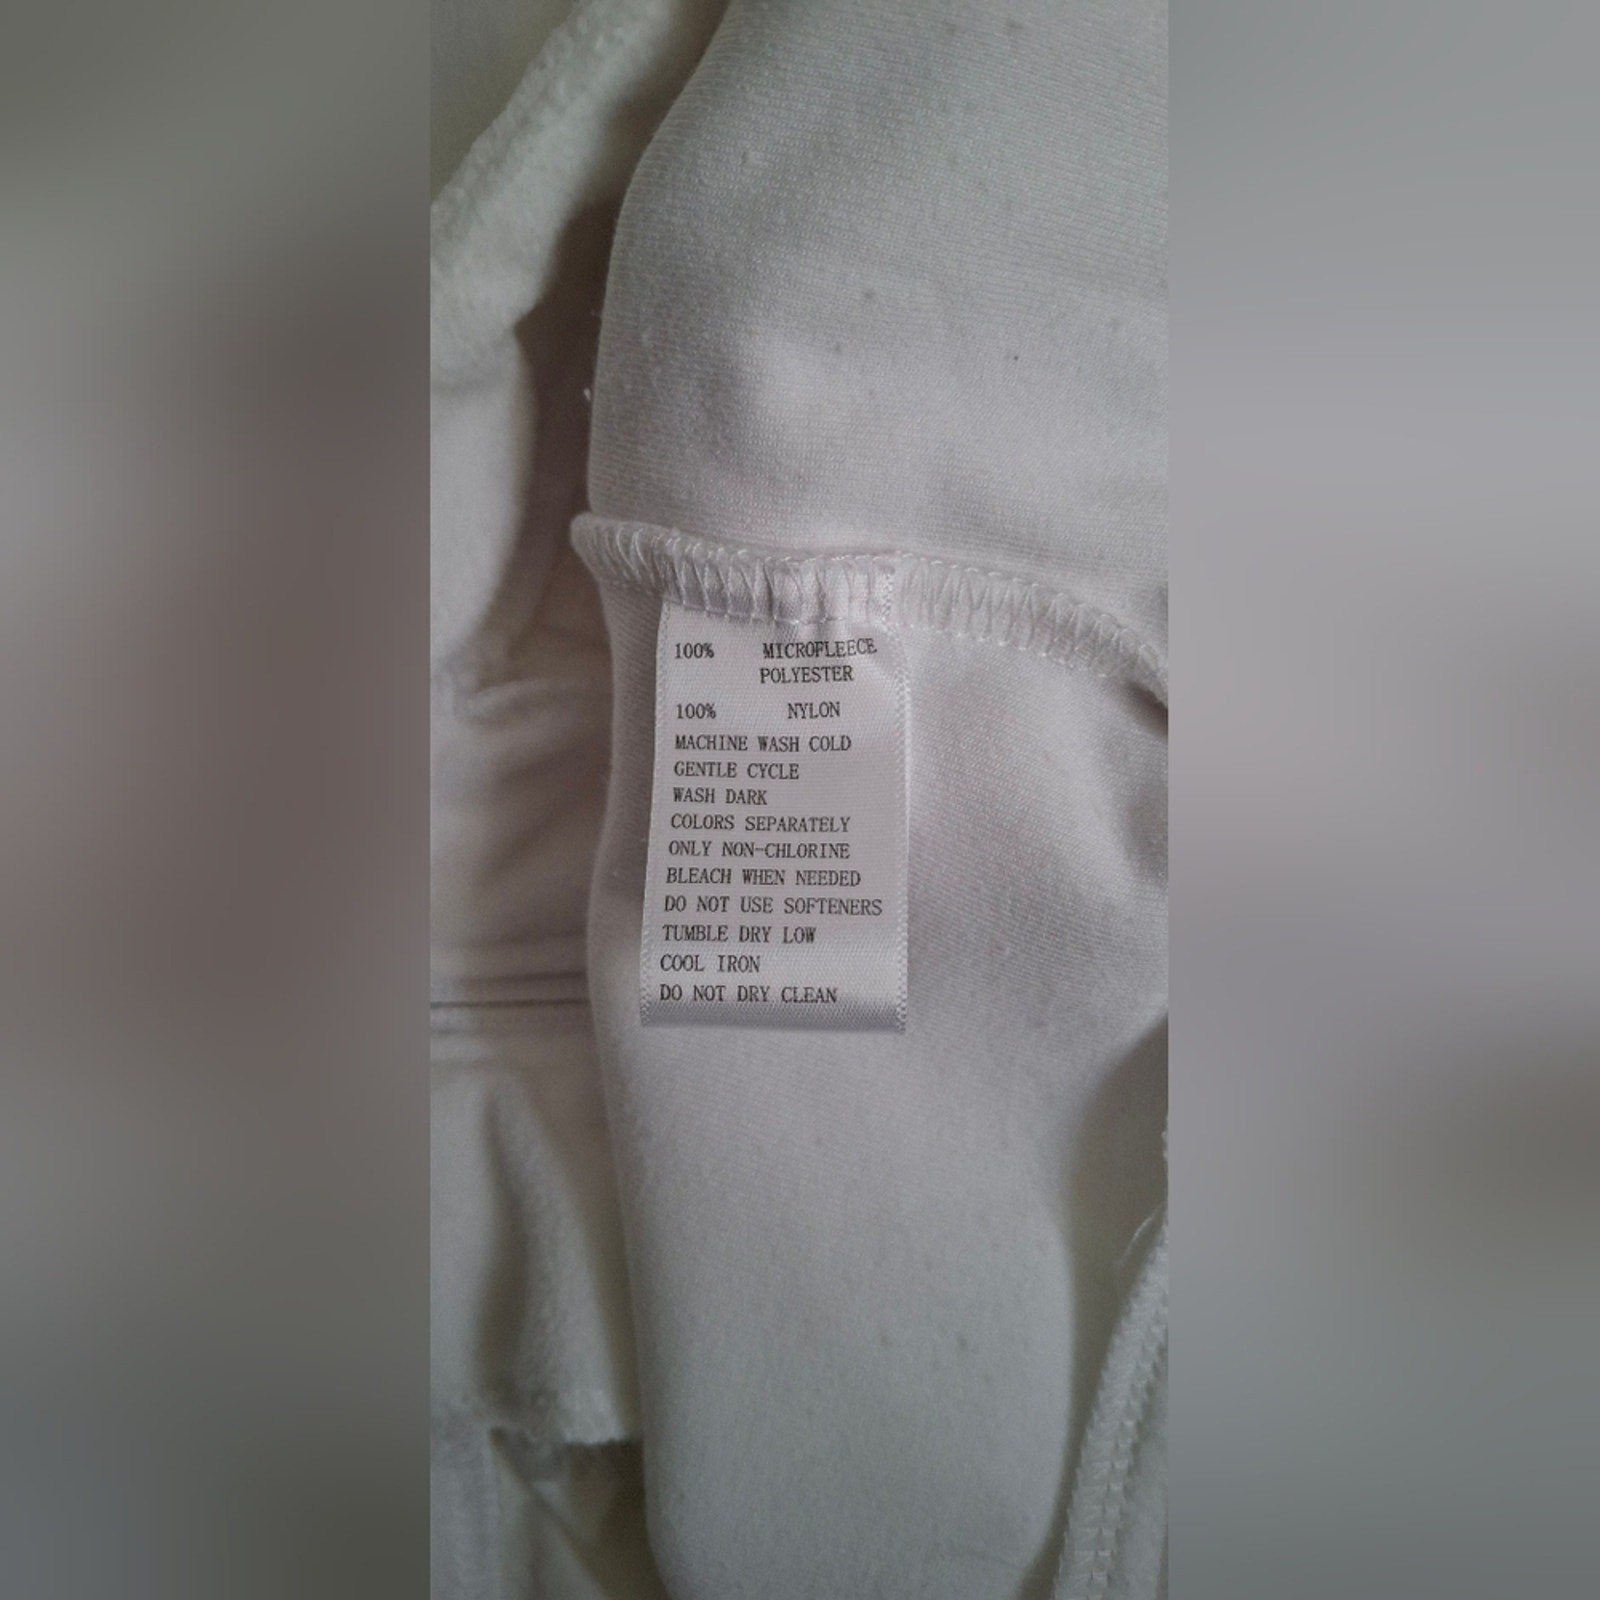 100% MICROFLEECE
POLYESTER
100% NYLON
MACHINE WASH COLD
GENTLE CYCLE
WASH DARK
COLORS SEPARATELY
ONLY NON-CHLORINE
BLEACH WHEN NEEDED
DO NOT USE SOFTENERS
TUMBLE DRY LOW
COOL IRON
DO NOT DRY CLEAN